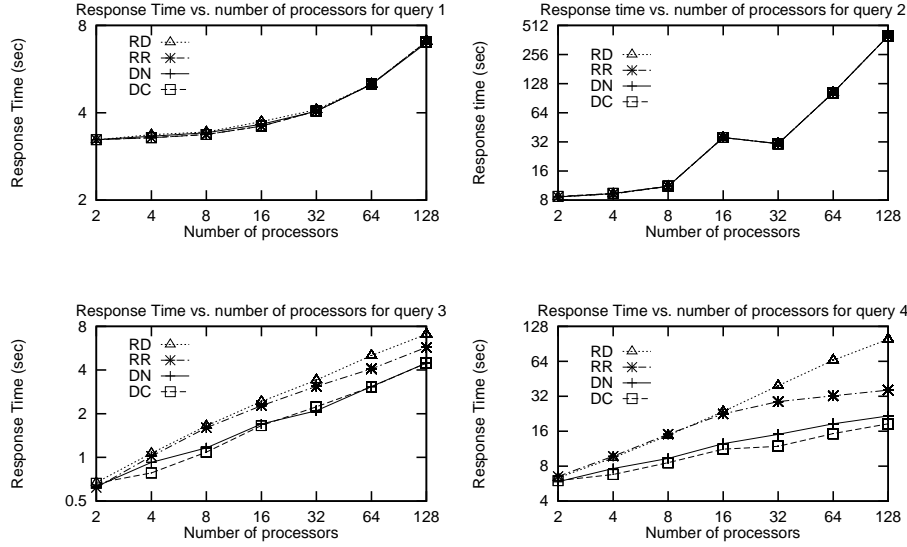 Response Time vs. number of processors for query 1
8
4
2
Response Time (sec)
RD
RR
DN
DC
2 4 8 16 32 64 128
Number of processors
Response time vs. number of processors for query 2
512
256
128
64
32
16
8
Response time (sec)
RD
RR
DN
DC
2 4 8 16 32 64 128
Number of processors
Response Time vs. number of processors for query 3
8
4
2
1
0.5
Response Time (sec)
RD
RR
DN
DC
2 4 8 16 32 64 128
Number of processors
Response Time vs. number of processors for query 4
128
64
32
16
8
4
Response Time (sec)
RD
RR
DN
DC
2 4 8 16 32 64 128
Number of processors